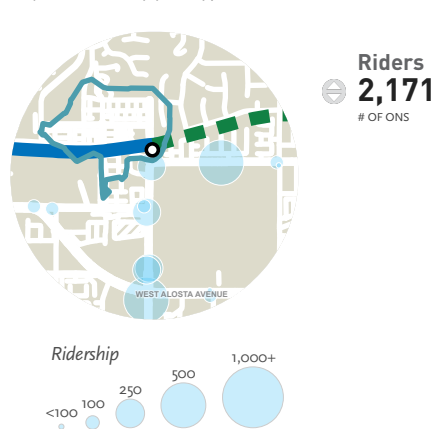 Riders
2,171
# OF ONS
WEST ALOSTA AVENUE
Ridership
<100
100
250
500
1,000+